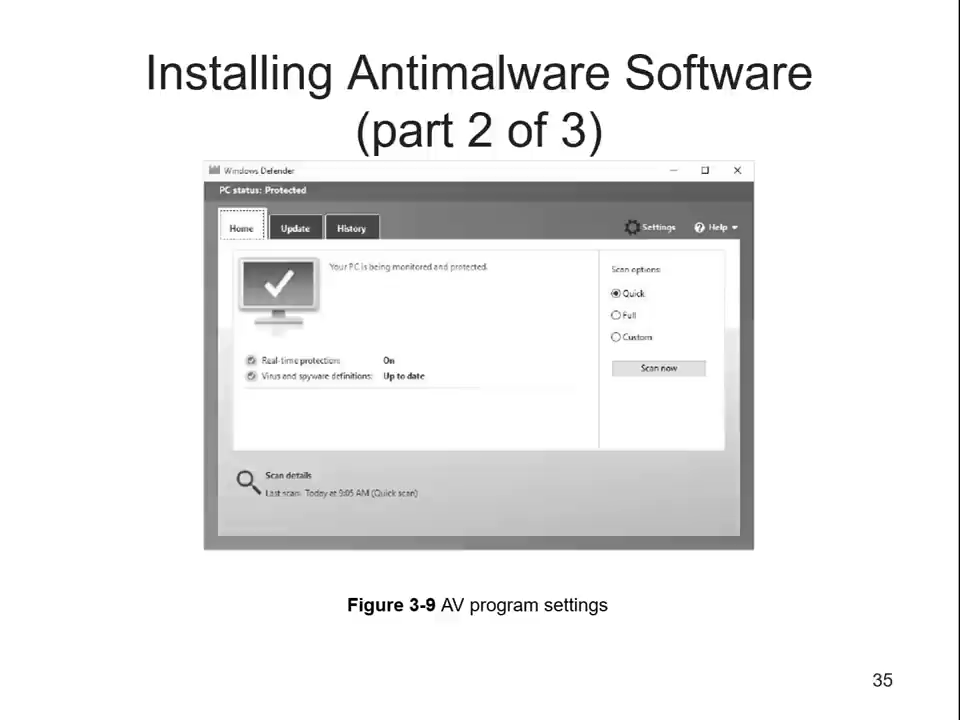 Installing Antimalware Software
(part 2 of 3)
Windows Defender
PC status: Protected
Home Update History Settings Help
Your PC is being monitored and protected.
Scan options:
Quick
Full
Custom
Scan now
Real-time protection: On
Virus and spyware definitions: Up to date
Scan details
Last scan: Today at 9:05 AM (Quick scan)
Figure 3-9 AV program settings
35